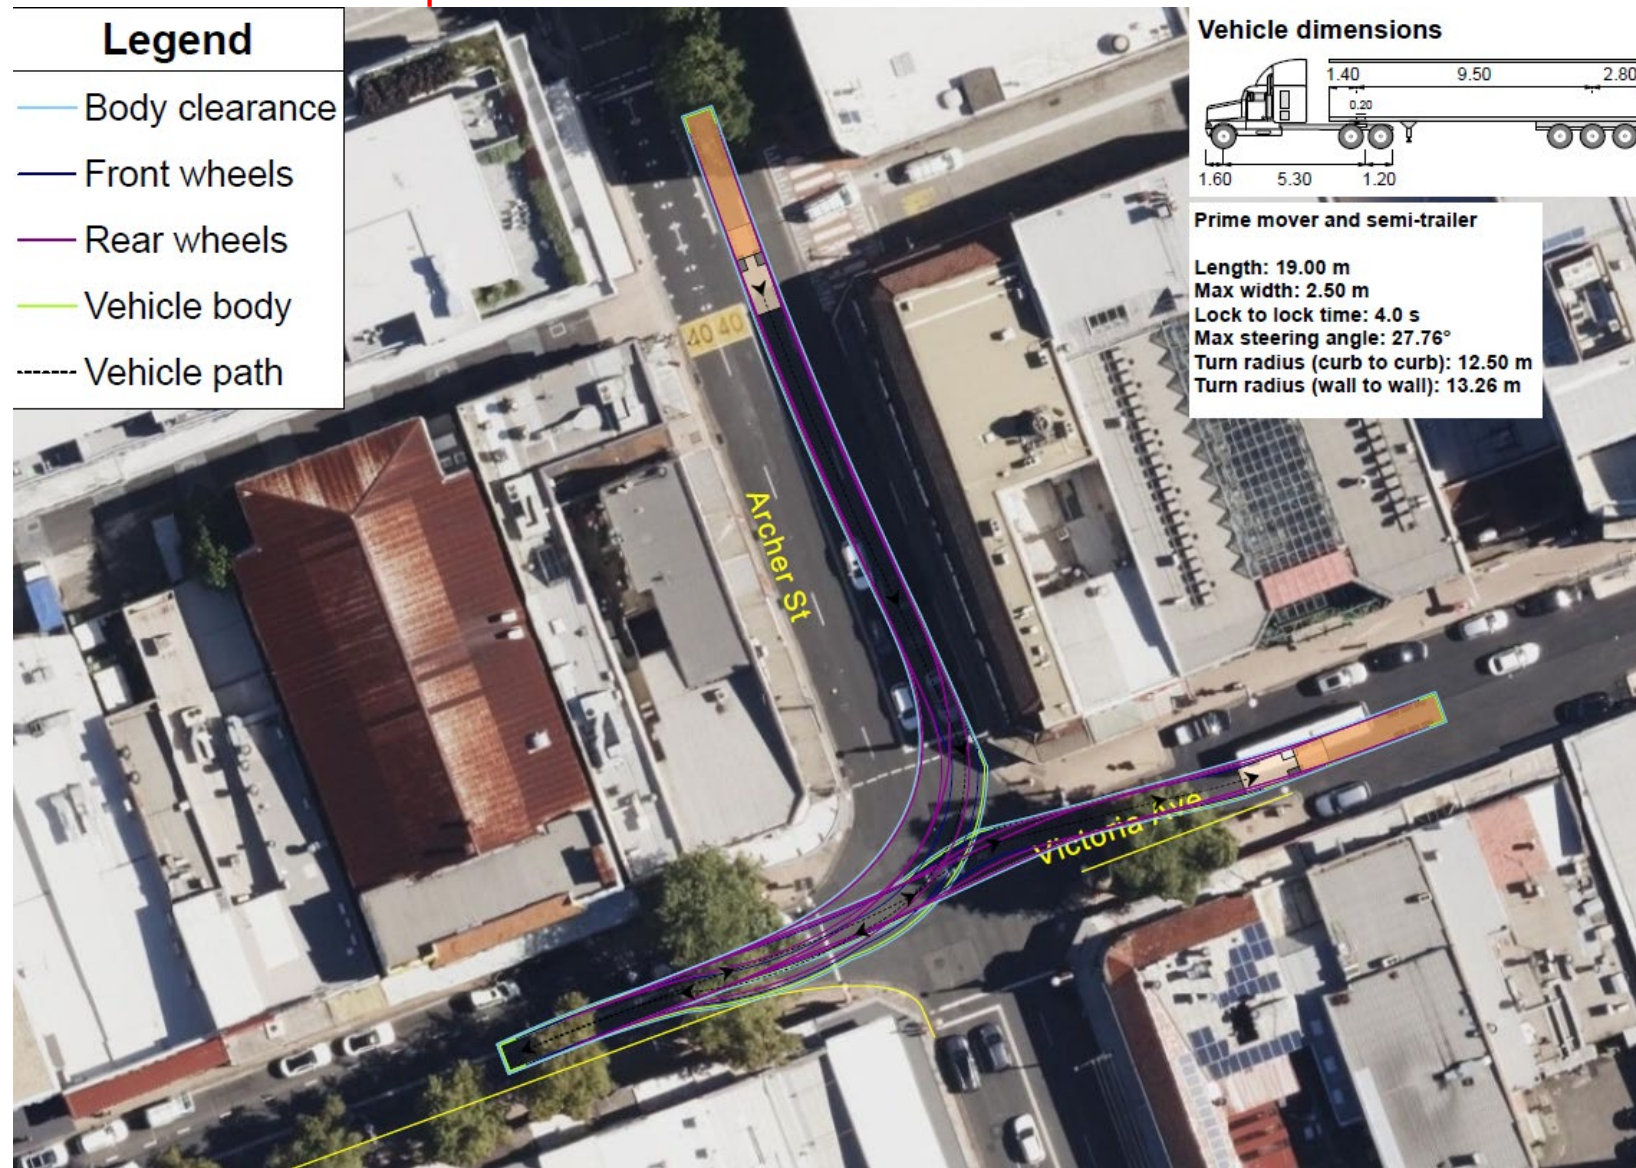 Legend
Body clearance
Front wheels
Rear wheels
Vehicle body
Vehicle path
Vehicle dimensions
1.40 9.50 2.80
0.20
1.60 5.30 1.20
Prime mover and semi-trailer
Length: 19.00 m
Max width: 2.50 m
Lock to lock time: 4.0 s
Max steering angle: 27.76°
Turn radius (curb to curb): 12.50 m
Turn radius (wall to wall): 13.26 m
40 40
Archer St
Victoria Ave